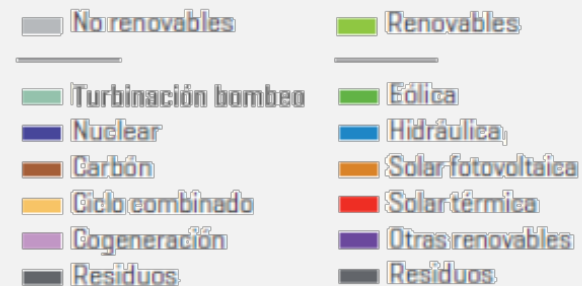 No renovables
Turbinación bombeo
Nuclear
Carbón
Ciclo combinado
Cogeneración
Residuos
Renovables
Eólica
Hidráulica
Solar fotovoltaica
Solar térmica
Otras renovables
Residuos